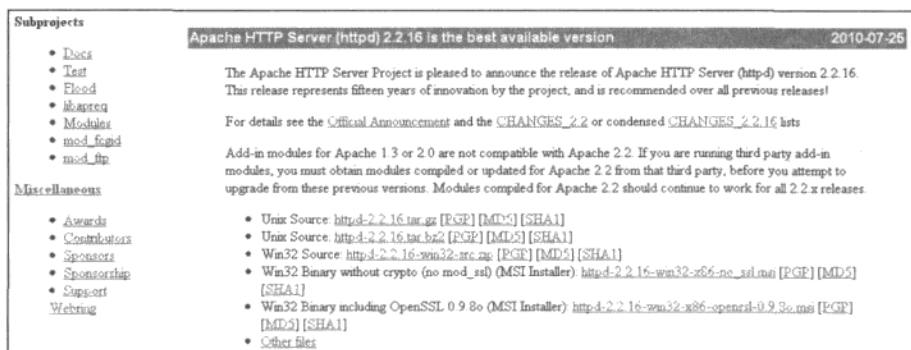 Subprojects
Docs
Test
Flood
libapreq
Modules
mod_fcgid
mod_ftp
Miscellaneous
Awards
Contributors
Sponsors
Sponsorship
Support
Webring
Apache HTTP Server (httpd) 2.2.16 is the best available version 2010-07-25
The Apache HTTP Server Project is pleased to announce the release of Apache HTTP Server (httpd) version 2.2.16.
This release represents fifteen years of innovation by the project, and is recommended over all previous releases!
For details see the Official Announcement and the CHANGES_2.2 or condensed CHANGES_2.2.16 lists
Add-in modules for Apache 1.3 or 2.0 are not compatible with Apache 2.2. If you are running third party add-in
modules, you must obtain modules compiled or updated for Apache 2.2 from that third party, before you attempt to
upgrade from these previous versions. Modules compiled for Apache 2.2 should continue to work for all 2.2.x releases.
Unix Source: httpd-2.2.16.tar.gz [PGP] [MD5] [SHA1]
Unix Source: httpd-2.2.16.tar.bz2 [PGP] [MD5] [SHA1]
Win32 Source: httpd-2.2.16-win32-src.zip [PGP] [MD5] [SHA1]
Win32 Binary without crypto (no mod_ssl) (MSI Installer): httpd-2.2.16-win32-x86-no_ssl.msi [PGP] [MD5]
[SHA1]
Win32 Binary including OpenSSL 0.9.8o (MSI Installer): httpd-2.2.16-win32-x86-openssl-0.9.8o.msi [PGP]
[MD5] [SHA1]
Other files